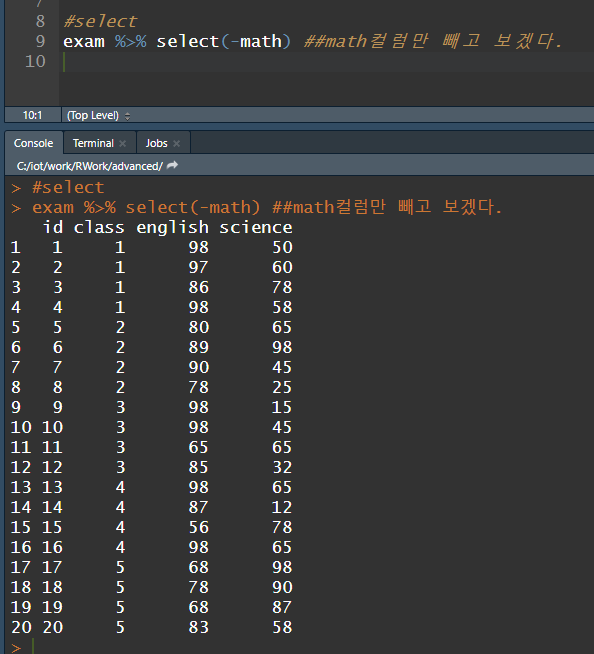 7
8 #select
9 exam %>% select(-math) ##math컬럼만 빼고 보겠다.
10
10:1 (Top Level)
Console Terminal Jobs
C:/iot/work/RWork/advanced/
> #select
> exam %>% select(-math) ##math컬럼만 빼고 보겠다.
id class english science
1 1 1 98 50
2 2 1 97 60
3 3 1 86 78
4 4 1 98 58
5 5 2 80 65
6 6 2 89 98
7 7 2 90 45
8 8 2 78 25
9 9 3 98 15
10 10 3 98 45
11 11 3 65 65
12 12 3 85 32
13 13 4 98 65
14 14 4 87 12
15 15 4 56 78
16 16 4 98 65
17 17 5 68 98
18 18 5 78 90
19 19 5 68 87
20 20 5 83 58
>